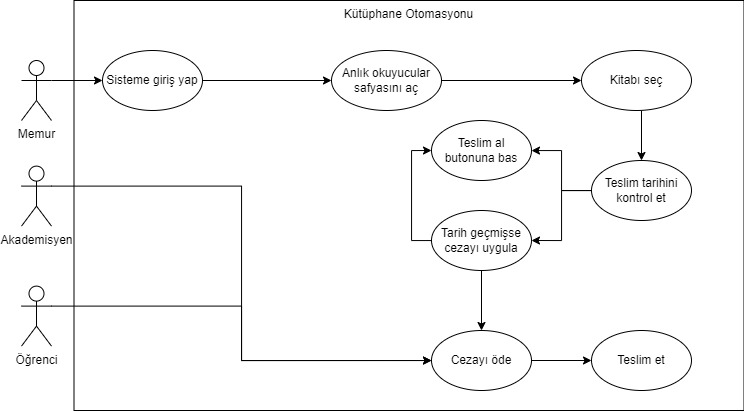 Kütüphane Otomasyonu
Sisteme giriş yap
Anlık okuyucular
safyasını aç
Kitabı seç
Memur
Teslim al
butonuna bas
Teslim tarihini
kontrol et
Akademisyen
Tarih geçmişse
cezayı uygula
Öğrenci
Cezayı öde
Teslim et